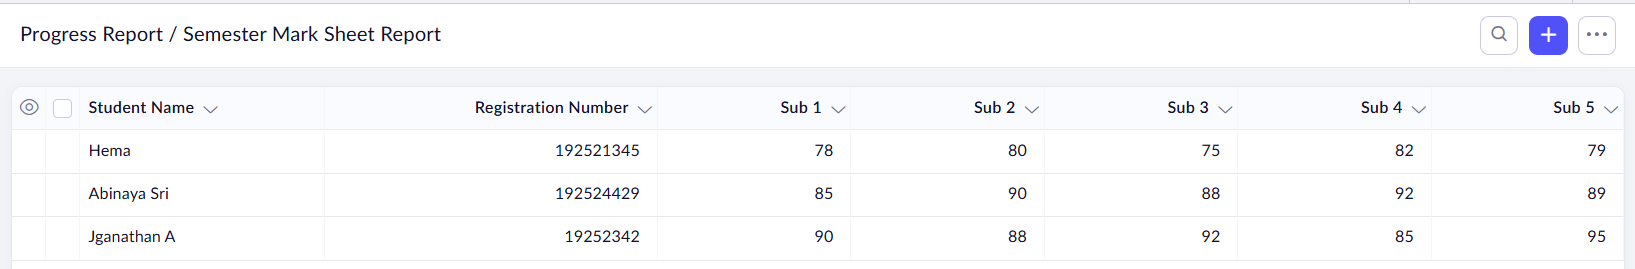 Progress Report / Semester Mark Sheet Report
Student Name Registration Number Sub 1 Sub 2 Sub 3 Sub 4 Sub 5
Hema 192521345 78 80 75 82 79
Abinaya Sri 192524429 85 90 88 92 89
Jganathan A 19252342 90 88 92 85 95